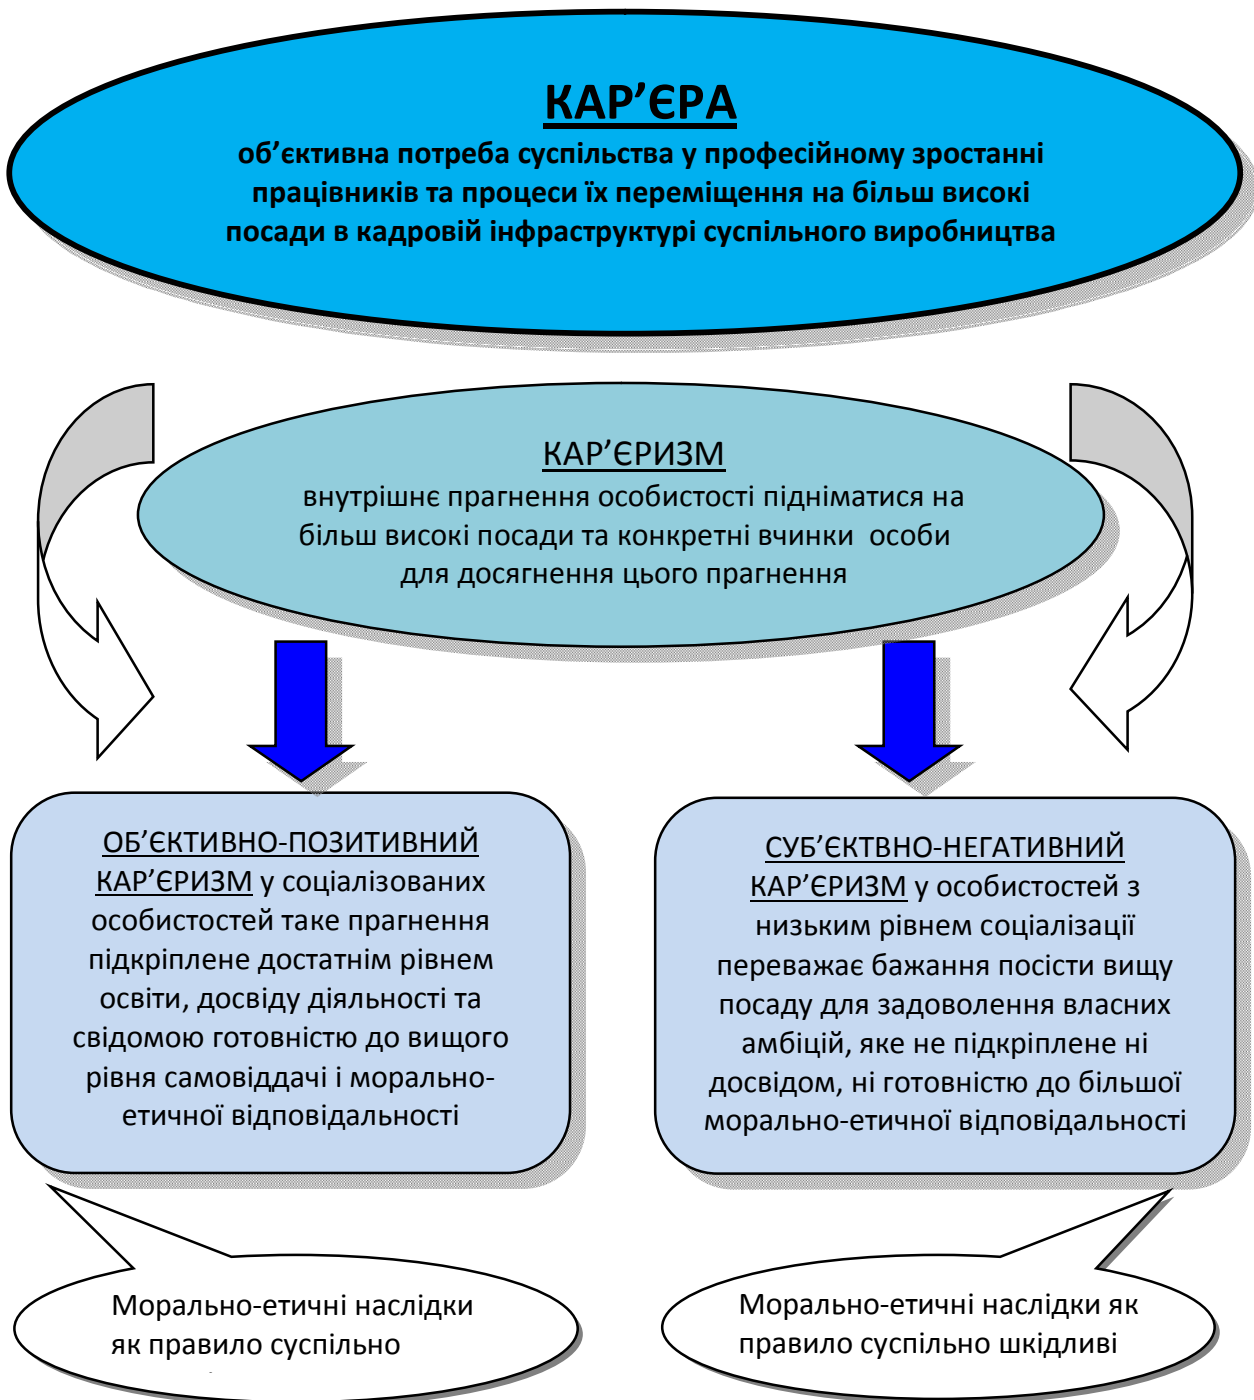 КАР’ЄРА
об’єктивна потреба суспільства у професійному зростанні
працівників та процеси їх переміщення на більш високі
посади в кадровій інфраструктурі суспільного виробництва
КАР’ЄРИЗМ
внутрішнє прагнення особистості підніматися на
більш високі посади та конкретні вчинки особи
для досягнення цього прагнення
ОБ’ЄКТИВНО-ПОЗИТИВНИЙ
КАР’ЄРИЗМ у соціалізованих
особистостей таке прагнення
підкріплене достатнім рівнем
освіти, досвіду діяльності та
свідомою готовністю до вищого
рівня самовіддачі і морально-
етичної відповідальності
СУБ’ЄКТВНО-НЕГАТИВНИЙ
КАР’ЄРИЗМ у особистостей з
низьким рівнем соціалізації
переважає бажання посісти вищу
посаду для задоволення власних
амбіцій, яке не підкріплене ні
досвідом, ні готовністю до більшої
морально-етичної відповідальності
Морально-етичні наслідки
як правило суспільно
Морально-етичні наслідки як
правило суспільно шкідливі